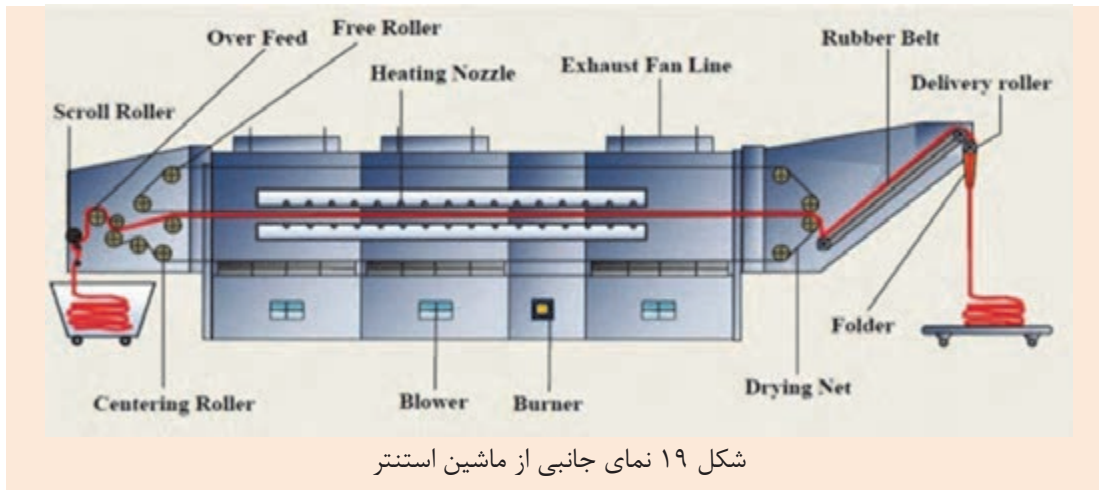 Over Feed
Free Roller
Rubber Belt
Heating Nozzle
Exhaust Fan Line
Delivery roller
Scroll Roller
Folder
Drying Net
Centering Roller
Blower
Burner
شکل ۱۹ نمای جانبی از ماشین استنتر